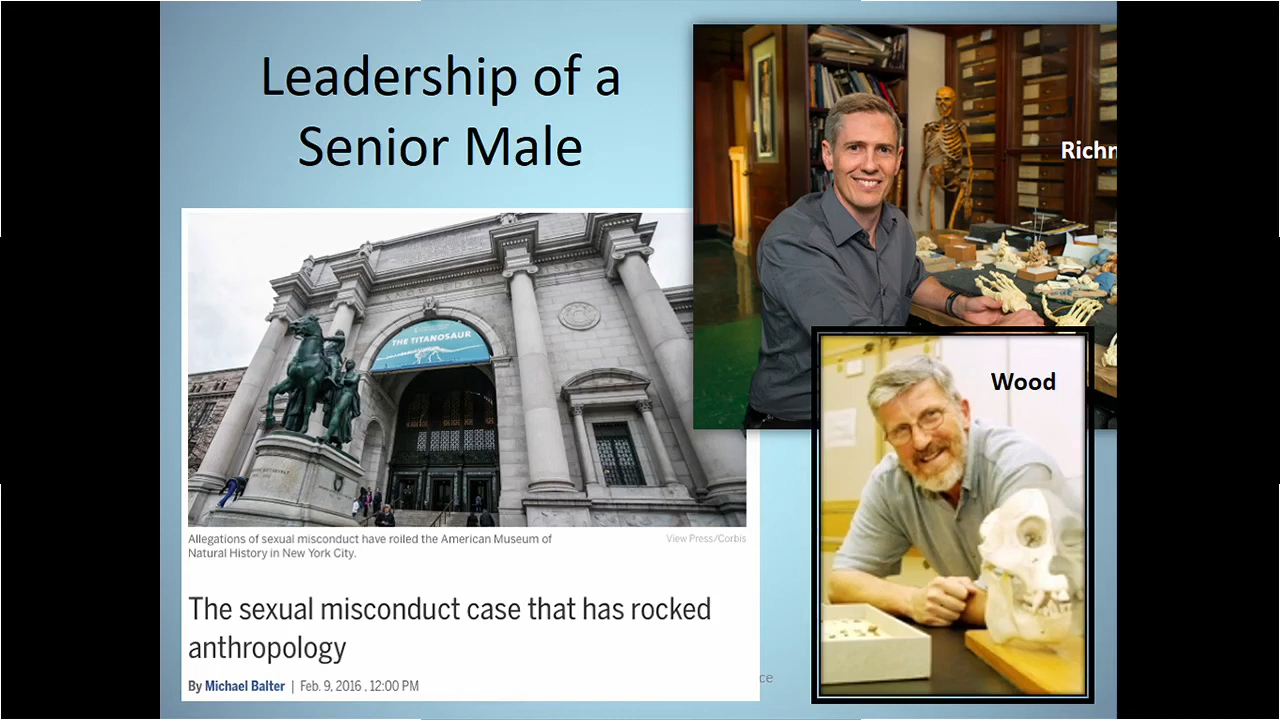 Leadership of a
Senior Male
Richm
Wood
THE TITANOSAUR
Allegations of sexual misconduct have roiled the American Museum of
Natural History in New York City.
View Press/Corbis
The sexual misconduct case that has rocked
anthropology
By Michael Balter | Feb. 9, 2016 , 12:00 PM
ce